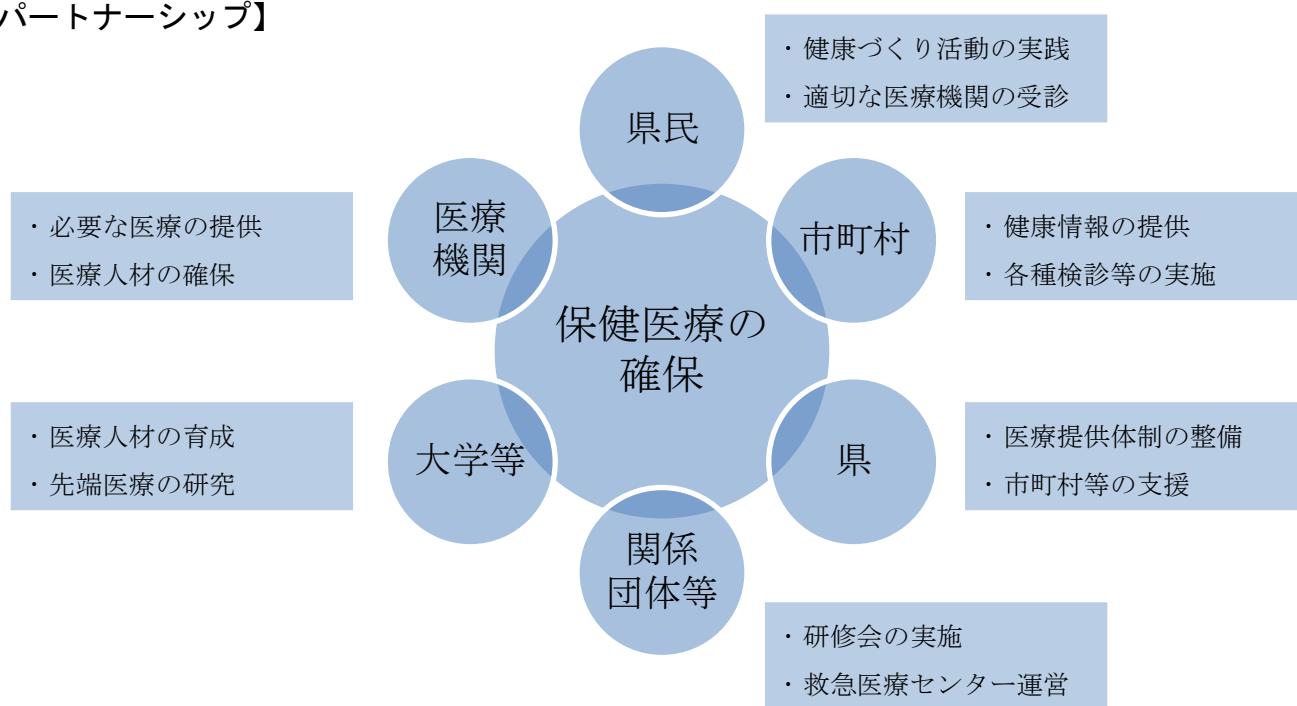 パートナーシップ】
・健康づくり活動の実践
・適切な医療機関の受診
県民
医療
機関
・必要な医療の提供
・医療人材の確保
市町村
・健康情報の提供
・各種検診等の実施
保健医療の
確保
・医療人材の育成
・先端医療の研究
大学等
県
・医療提供体制の整備
・市町村等の支援
関係
団体等
・研修会の実施
・救急医療センター運営